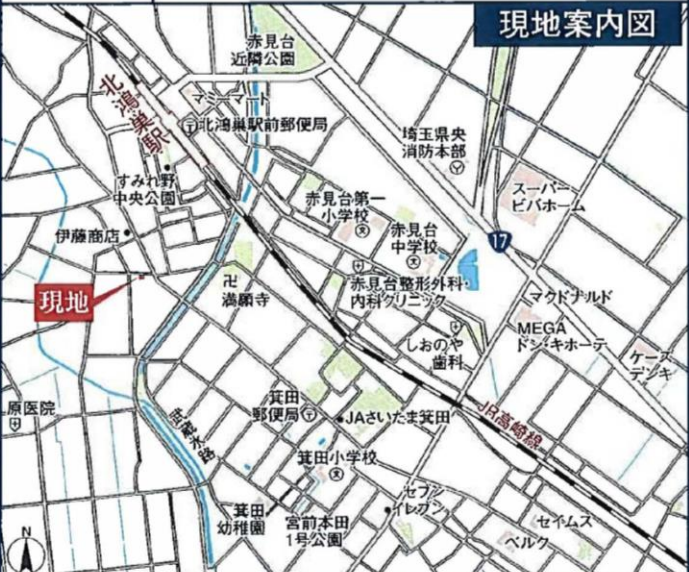 現地案内図
赤見台
近隣公園
マミーマート
北鴻巣駅
北鴻巣駅前郵便局
埼玉県央
消防本部
すみれ野
中央公園
スーパー
ビバホーム
赤見台第一
小学校
赤見台
中学校
伊藤商店
17
卍
満願寺
赤見台整形外科・
内科クリニック
現地
マクドナルド
MEGA
ドン・キホーテ
しおのや
歯科
ケーズ
デンキ
原医院
箕田
郵便局
JAさいたま箕田
JR高崎線
武蔵水路
箕田小学校
セブン
イレブン
箕田
幼稚園
宮前本田
1号公園
セイムス
ベルク
N